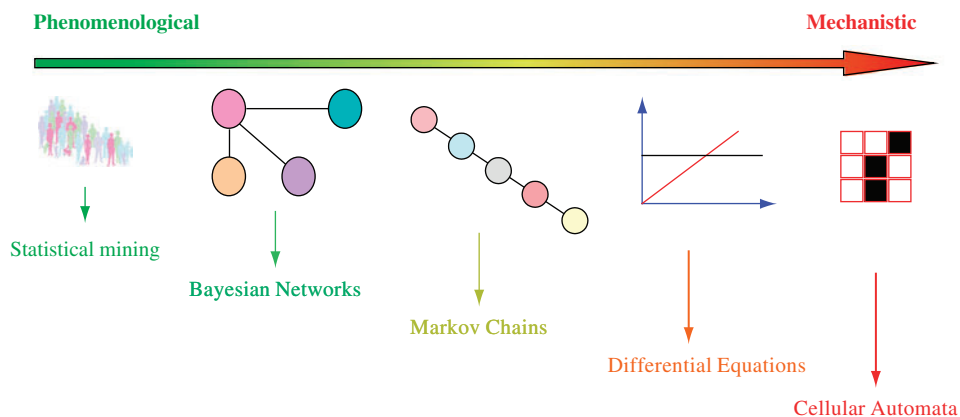 Phenomenological
Mechanistic
Statistical mining
Bayesian Networks
Markov Chains
Differential Equations
Cellular Automata